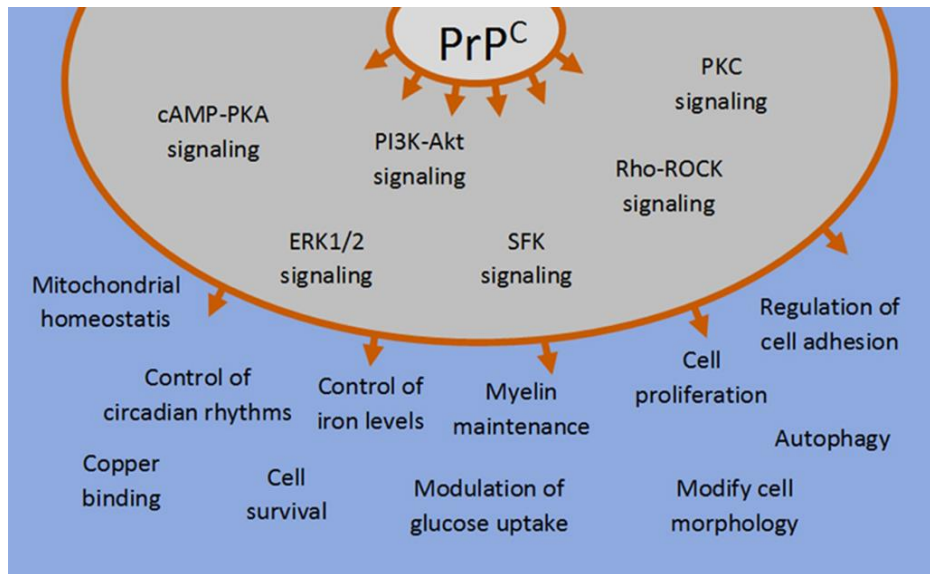 PrPC
PKC
signaling
cAMP-PKA
signaling
PI3K-Akt
signaling
Rho-ROCK
signaling
ERK1/2
signaling
SFK
signaling
Mitochondrial
homeostatis
Regulation of
cell adhesion
Control of
circadian rhythms
Control of
iron levels
Myelin
maintenance
Cell
proliferation
Autophagy
Copper
binding
Cell
survival
Modulation of
glucose uptake
Modify cell
morphology